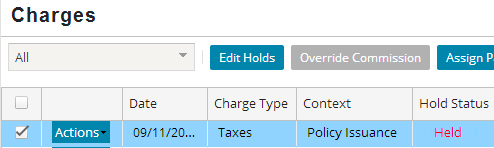 Charges
All Edit Holds Override Commission Assign P
Date Charge Type Context Hold Status
Actions 09/11/20... Taxes Policy Issuance Held